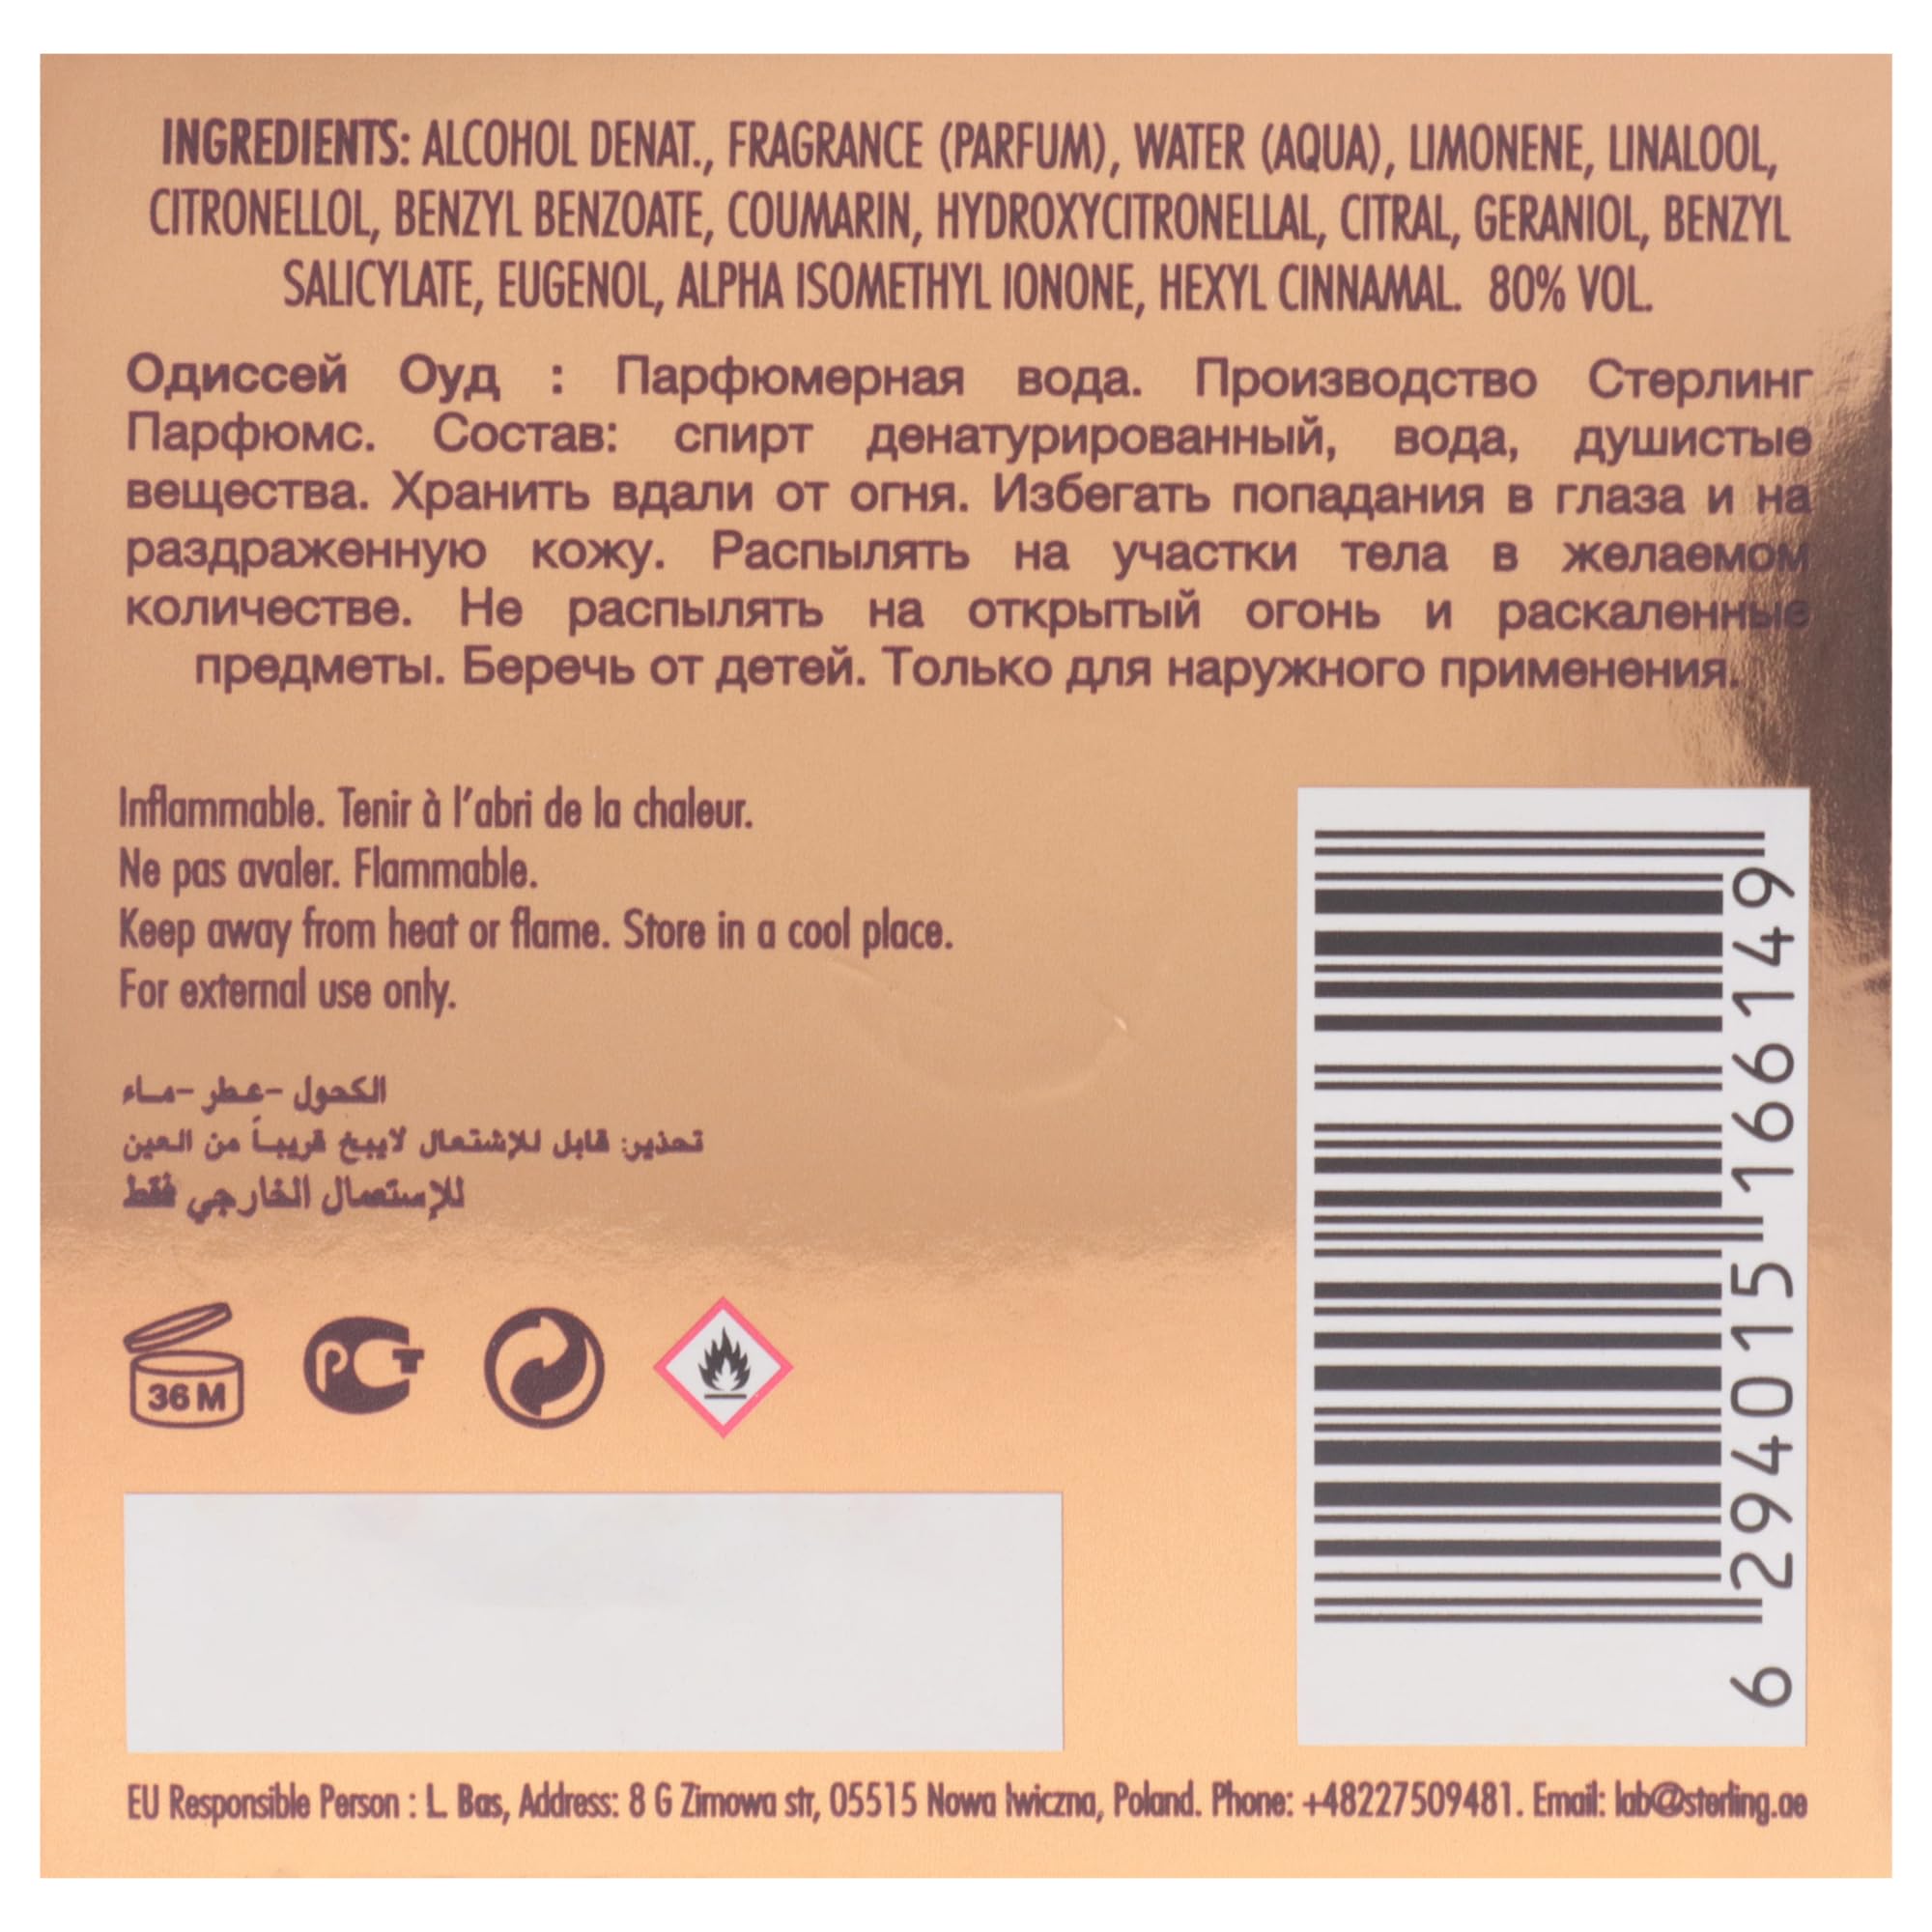 INGREDIENTS: ALCOHOL DENAT., FRAGRANCE (PARFUM), WATER (AQUA), LIMONENE, LINALOOL,
CITRONELLOL, BENZYL BENZOATE, COUMARIN, HYDROXYCITRONELLAL, CITRAL, GERANIOL, BENZYL
SALICYLATE, EUGENOL, ALPHA ISOMETHYL IONONE, HEXYL CINNAMAL. 80% VOL.
Одиссей Оуд : Парфюмерная вода. Производство Стерлинг
Парфюмс. Состав: спирт денатурированный, вода, душистые
вещества. Хранить вдали от огня. Избегать попадания в глаза и на
раздраженную кожу. Распылять на участки тела в желаемом
количестве. Не распылять на открытый огонь и раскаленные
предметы. Беречь от детей. Только для наружного применения.
Inflammable. Tenir à l'abri de la chaleur.
Ne pas avaler. Flammable.
Keep away from heat or flame. Store in a cool place.
For external use only.
الكحول -عطر -ماء
تحذير: قابل للإشتعال لايبخ قريباً من العين
للإستعمال الخارجي فقط
36 M
РСТ
6 294015 166149
EU Responsible Person : L. Bas, Address: 8 G Zimowa str, 05515 Nowa Iwiczna, Poland. Phone: +48227509481. Email: lab@sterling.ae